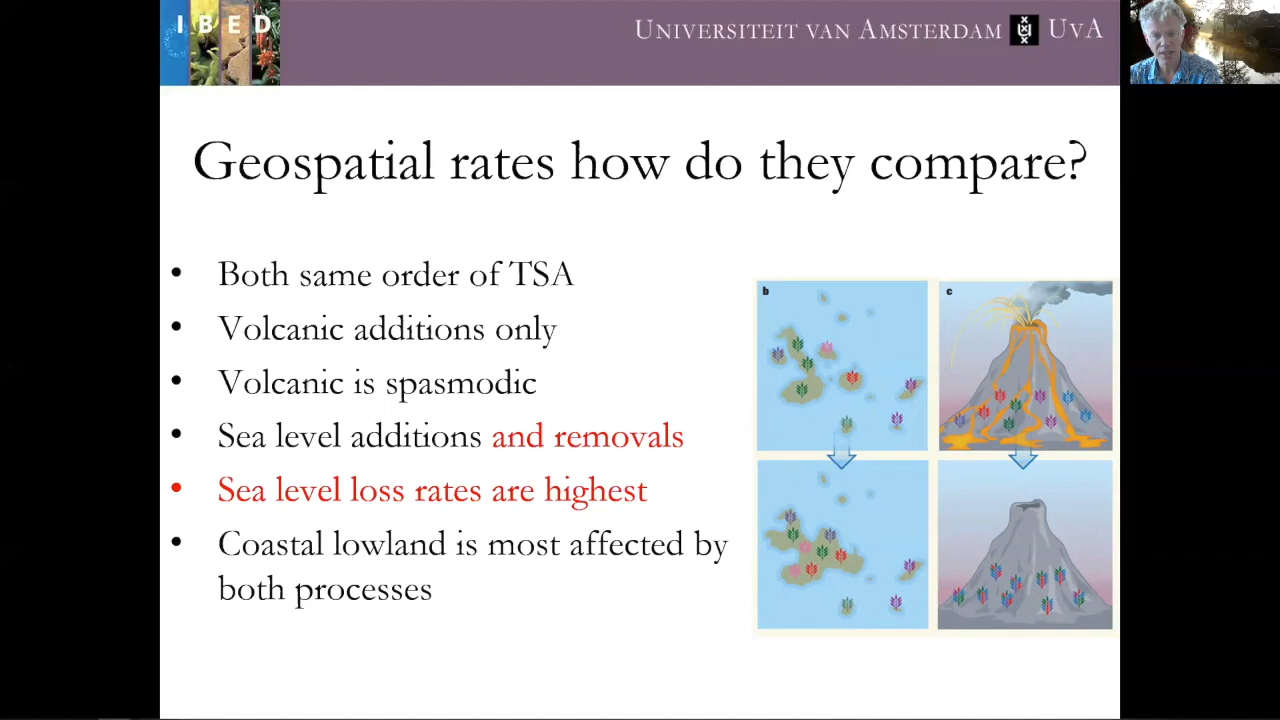 IBED
UNIVERSITEIT VAN AMSTERDAM UvA
Geospatial rates how do they compare?
• Both same order of TSA
• Volcanic additions only
• Volcanic is spasmodic
• Sea level additions and removals
• Sea level loss rates are highest
• Coastal lowland is most affected by
both processes
b
c